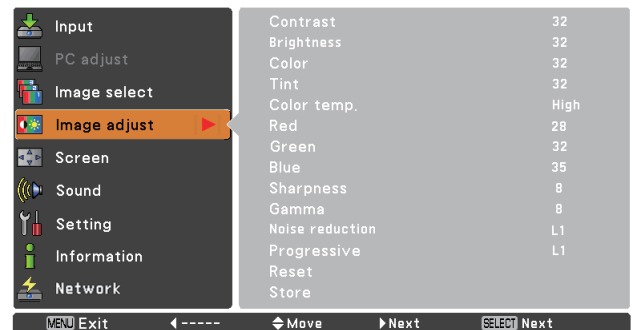 Input
PC adjust
Image select
Image adjust
Screen
Sound
Setting
Information
Network
Contrast 32
Brightness 32
Color 32
Tint 32
Color temp. High
Red 28
Green 32
Blue 35
Sharpness 8
Gamma 8
Noise reduction L1
Progressive L1
Reset
Store
MENU Exit ◀ ----- ◆ Move ▶ Next SELECT Next